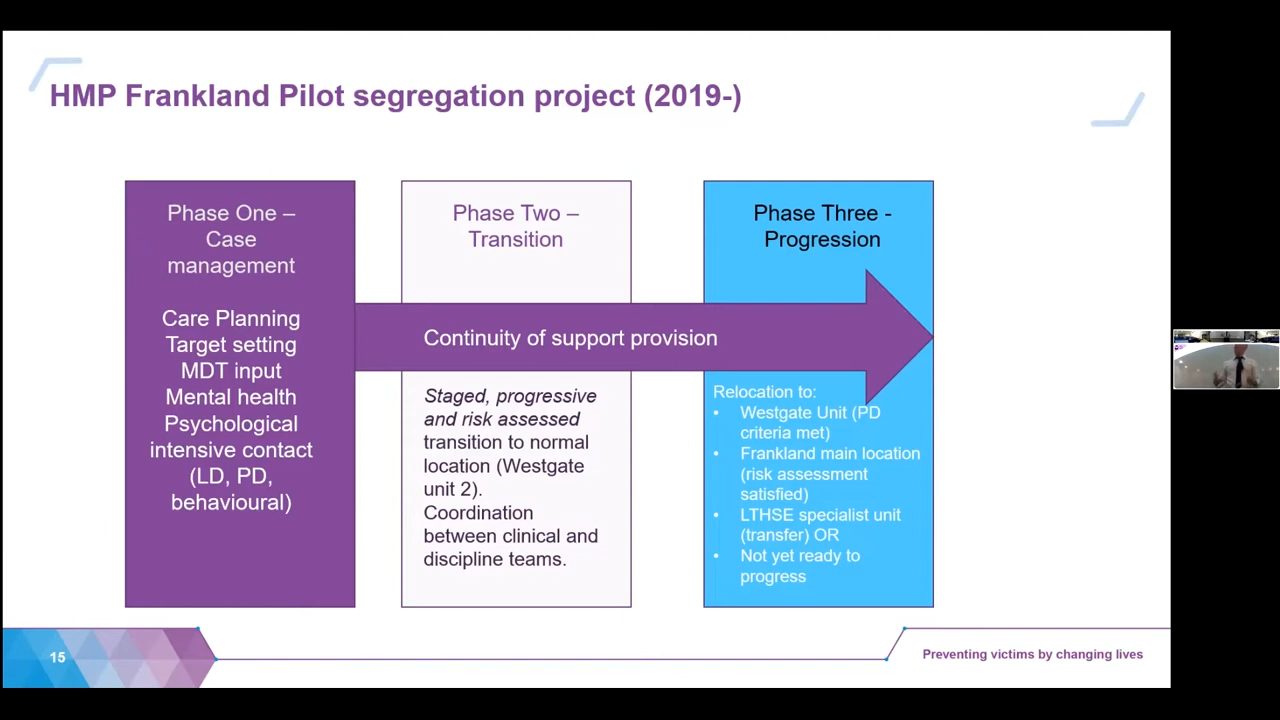 HMP Frankland Pilot segregation project (2019-)
Phase One –
Case
management
Care Planning
Target setting
MDT input
Mental health
Psychological
intensive contact
(LD, PD,
behavioural)
Phase Two –
Transition
Continuity of support provision
Staged, progressive
and risk assessed
transition to normal
location (Westgate
unit 2).
Coordination
between clinical and
discipline teams.
Phase Three -
Progression
Relocation to:
• Westgate Unit (PD
criteria met)
• Frankland main location
(risk assessment
satisfied)
• LTHSE specialist unit
(transfer) OR
• Not yet ready to
progress
15
Preventing victims by changing lives